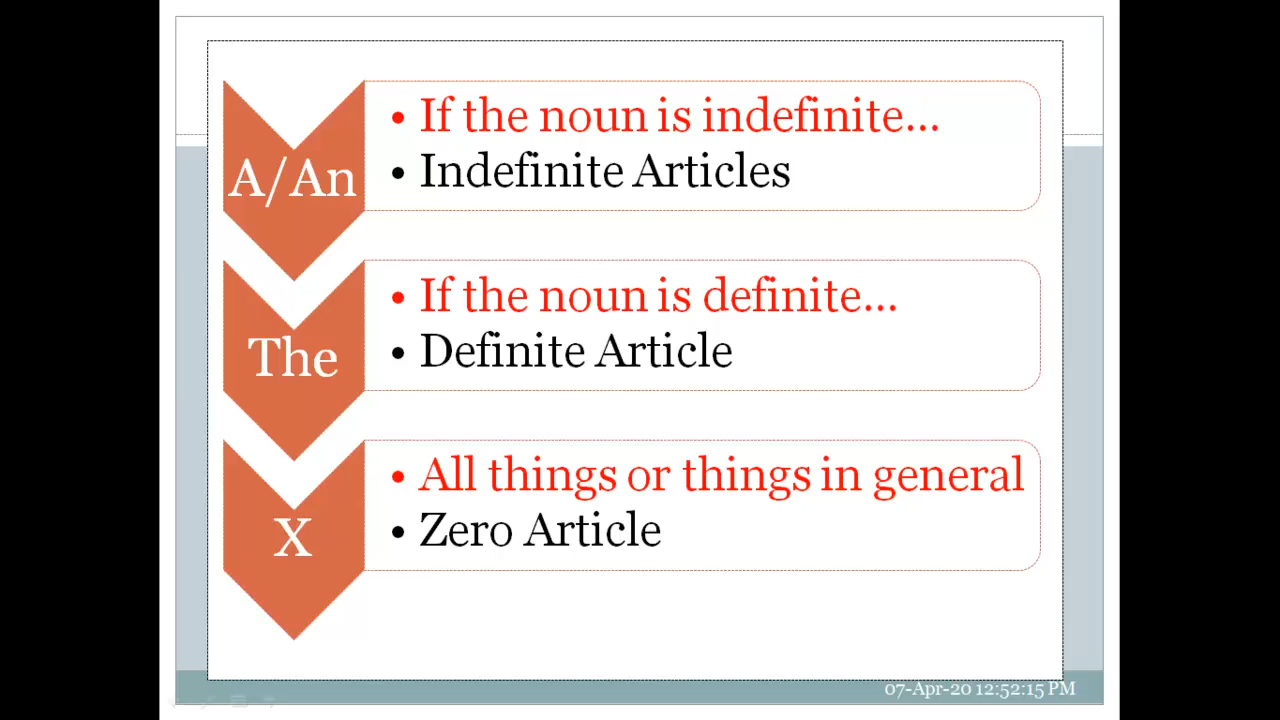 A/An
• If the noun is indefinite...
• Indefinite Articles
The
• If the noun is definite...
• Definite Article
X
• All things or things in general
• Zero Article
07-Apr-20 12:52:15 PM